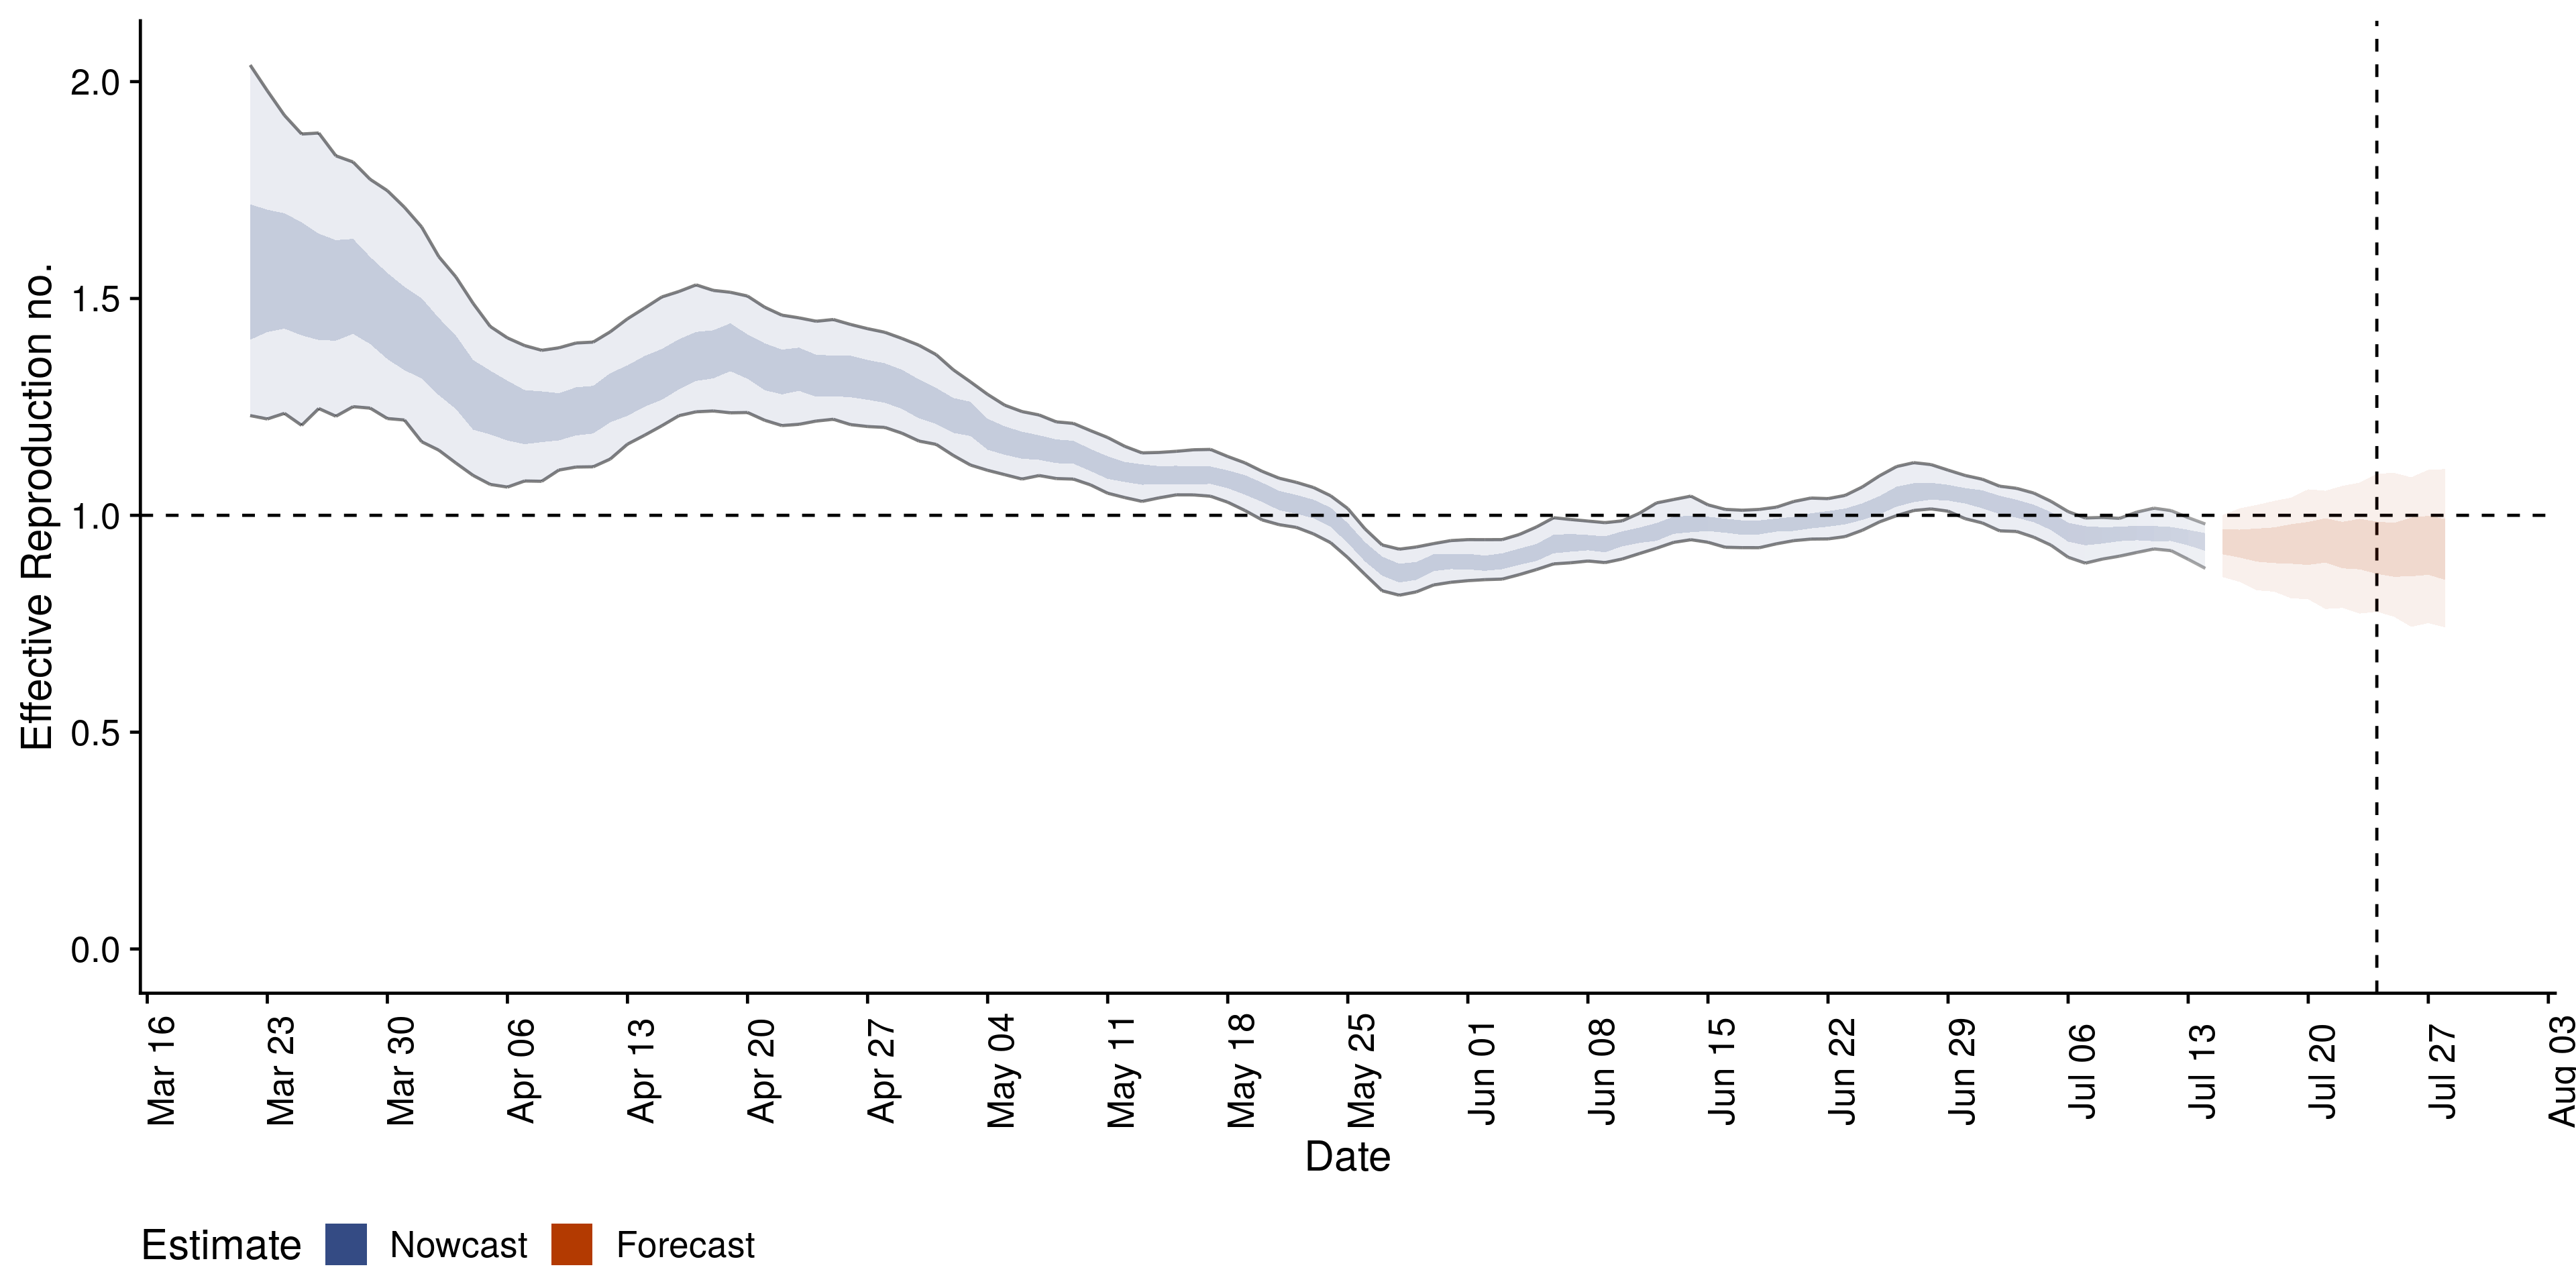 Effective Reproduction no.
2.0
1.5
1.0
0.5
0.0
Mar 16
Mar 23
Mar 30
Apr 06
Apr 13
Apr 20
Apr 27
May 04
May 11
May 18
May 25
Jun 01
Jun 08
Jun 15
Jun 22
Jun 29
Jul 06
Jul 13
Jul 20
Jul 27
Aug 03
Date
Estimate Nowcast Forecast